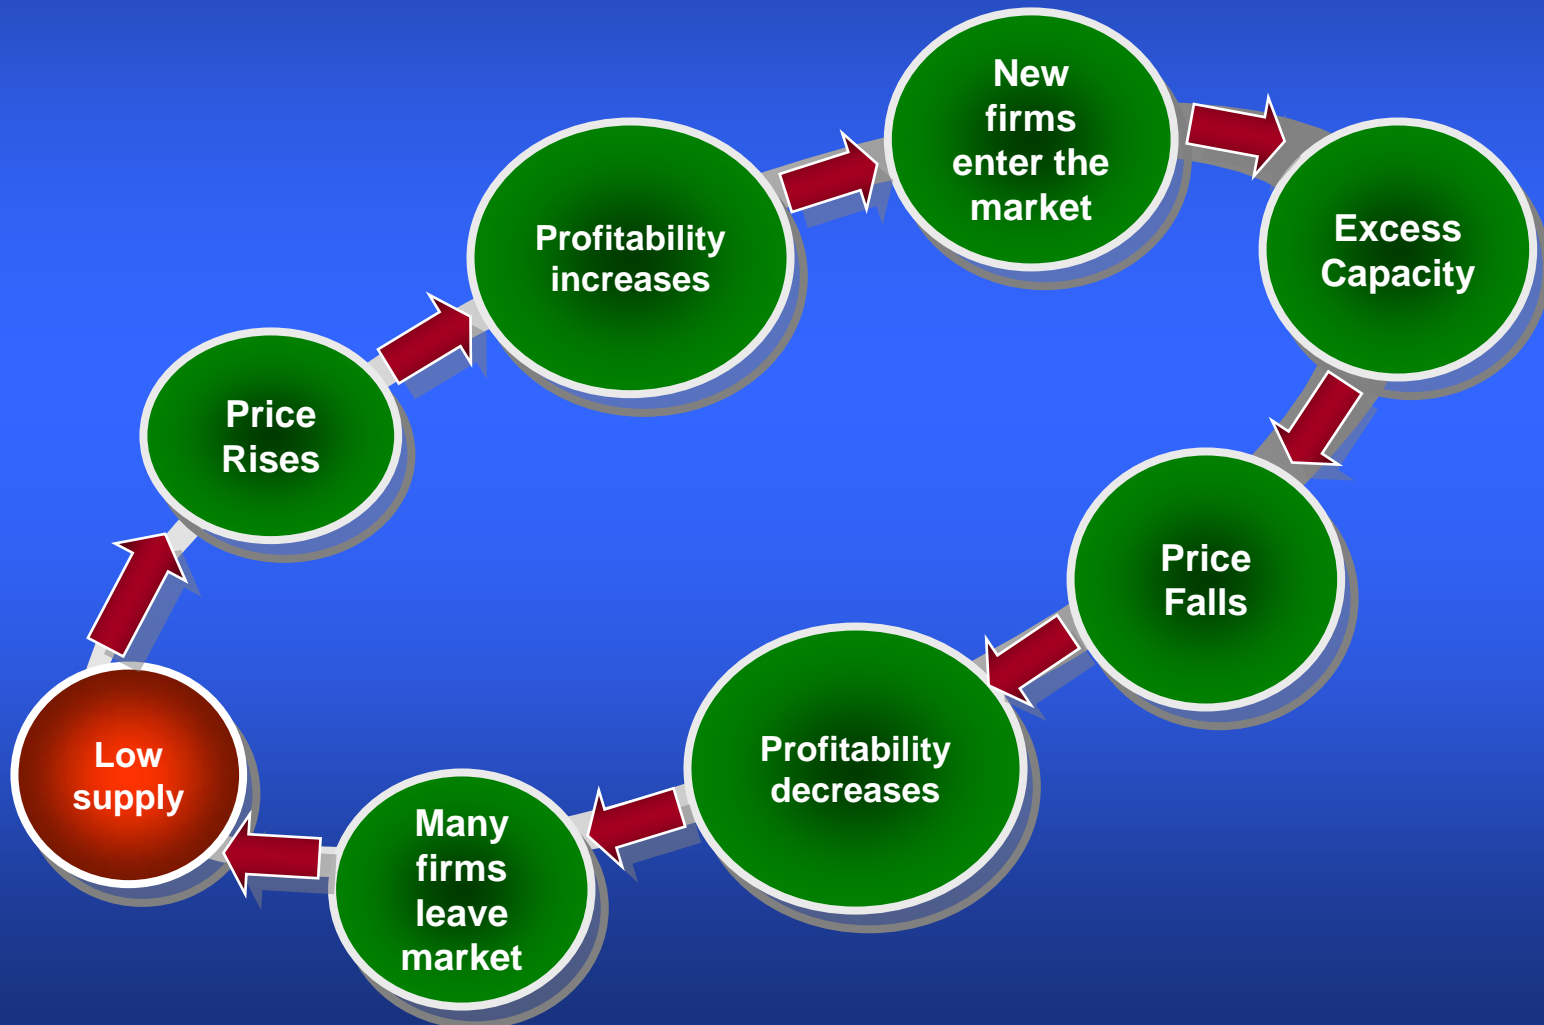 New
firms
enter the
market
Excess
Capacity
Profitability
increases
Price
Rises
Price
Falls
Profitability
decreases
Low
supply
Many
firms
leave
market